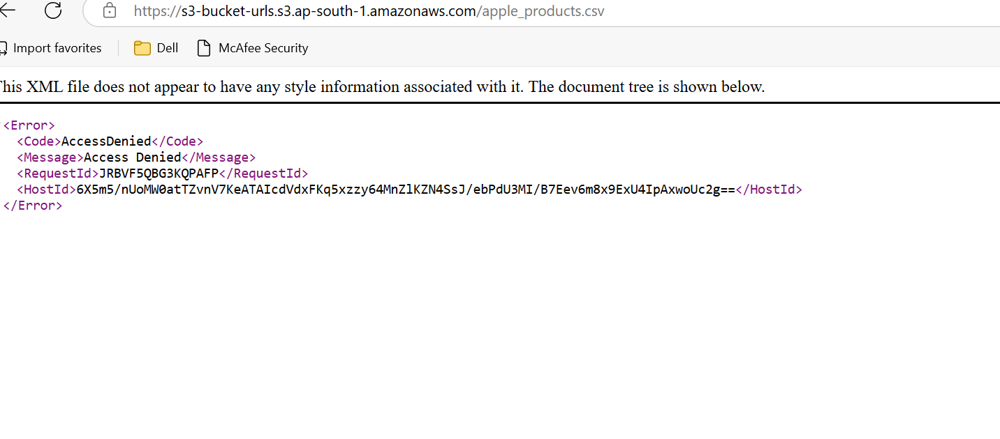 https://s3-bucket-urls.s3.ap-south-1.amazonaws.com/apple_products.csv
Import favorites Dell McAfee Security
This XML file does not appear to have any style information associated with it. The document tree is shown below.
<Error>
<Code>AccessDenied</Code>
<Message>Access Denied</Message>
<RequestId>JRBVF5QBG3KQPAFP</RequestId>
<HostId>6X5m5/nUoMW0atTZvnV7KeATAIcdVdxFKq5xzzy64MnZlKZN4SsJ/ebPdU3MI/B7Eev6m8x9ExU4IpAxwoUc2g==</HostId>
</Error>